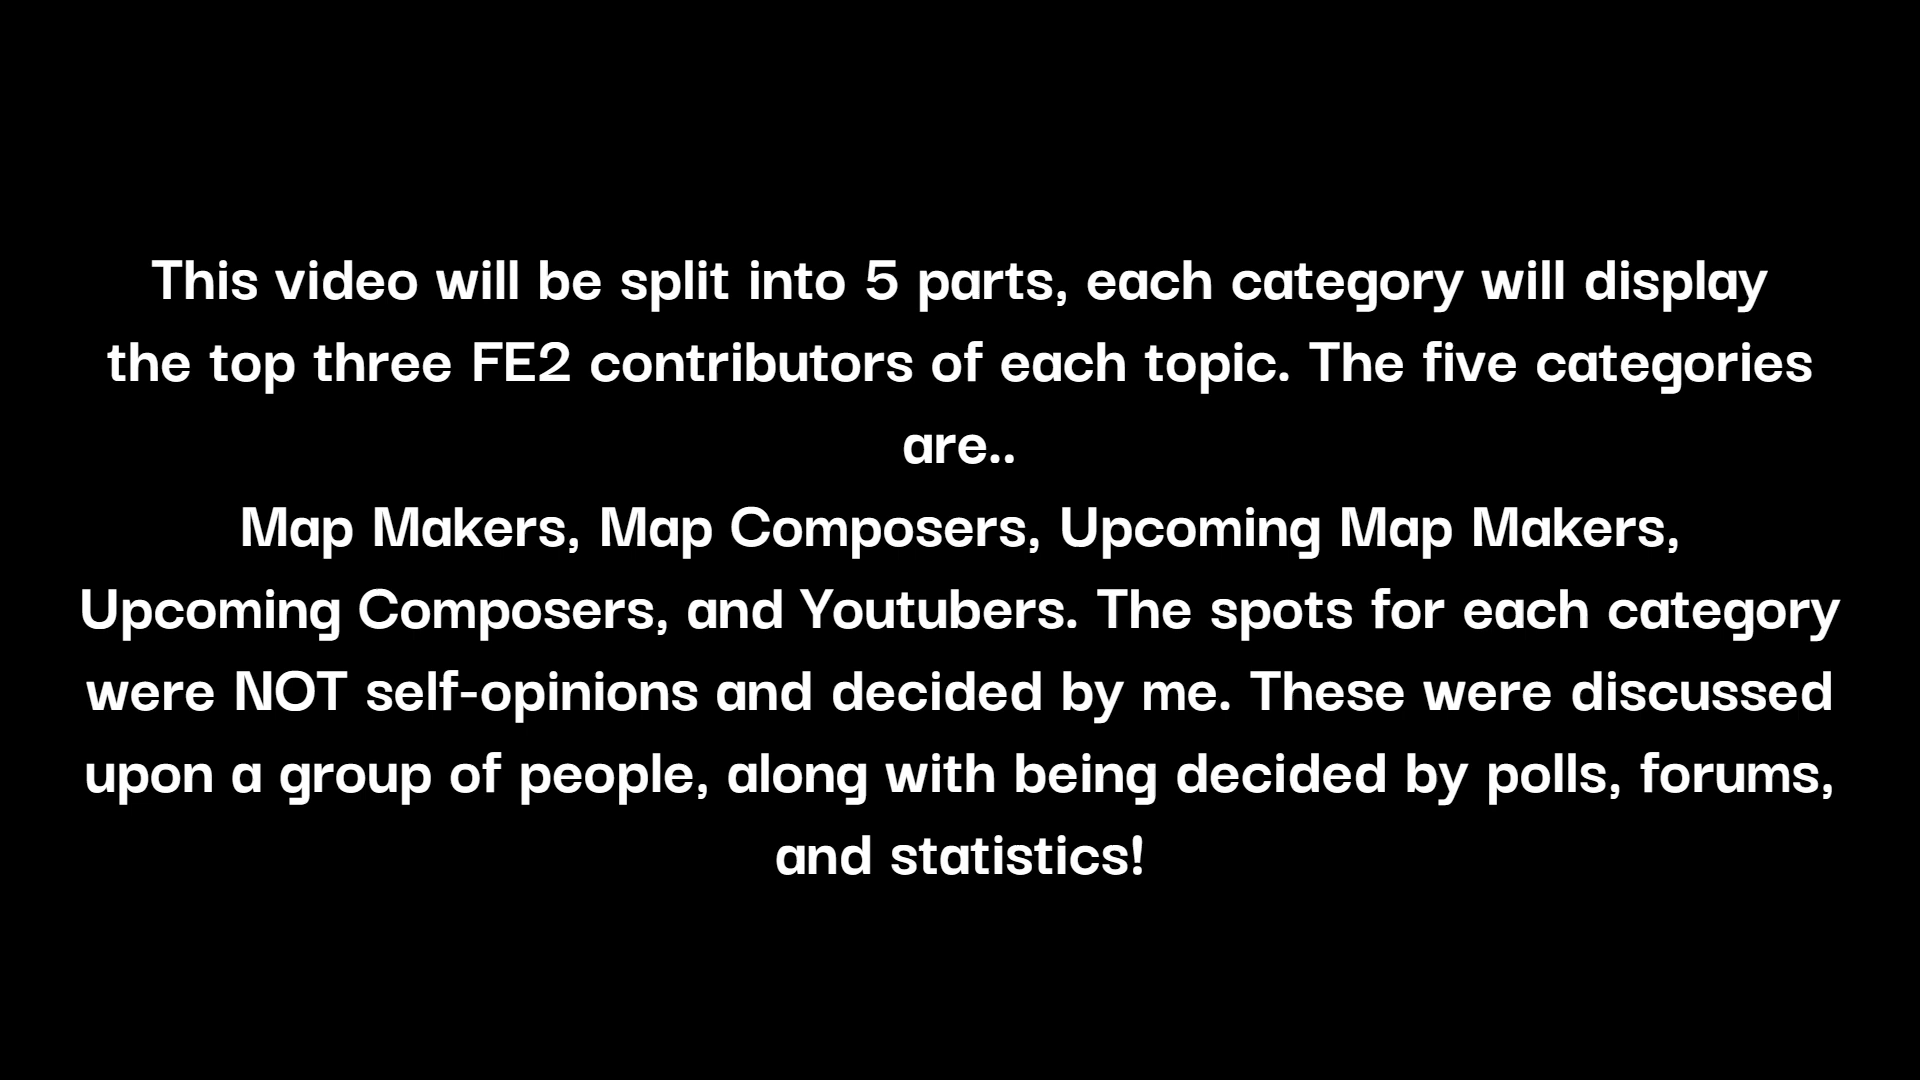 This video will be split into 5 parts, each category will display
the top three FE2 contributors of each topic. The five categories
are..
Map Makers, Map Composers, Upcoming Map Makers,
Upcoming Composers, and Youtubers. The spots for each category
were NOT self-opinions and decided by me. These were discussed
upon a group of people, along with being decided by polls, forums,
and statistics!